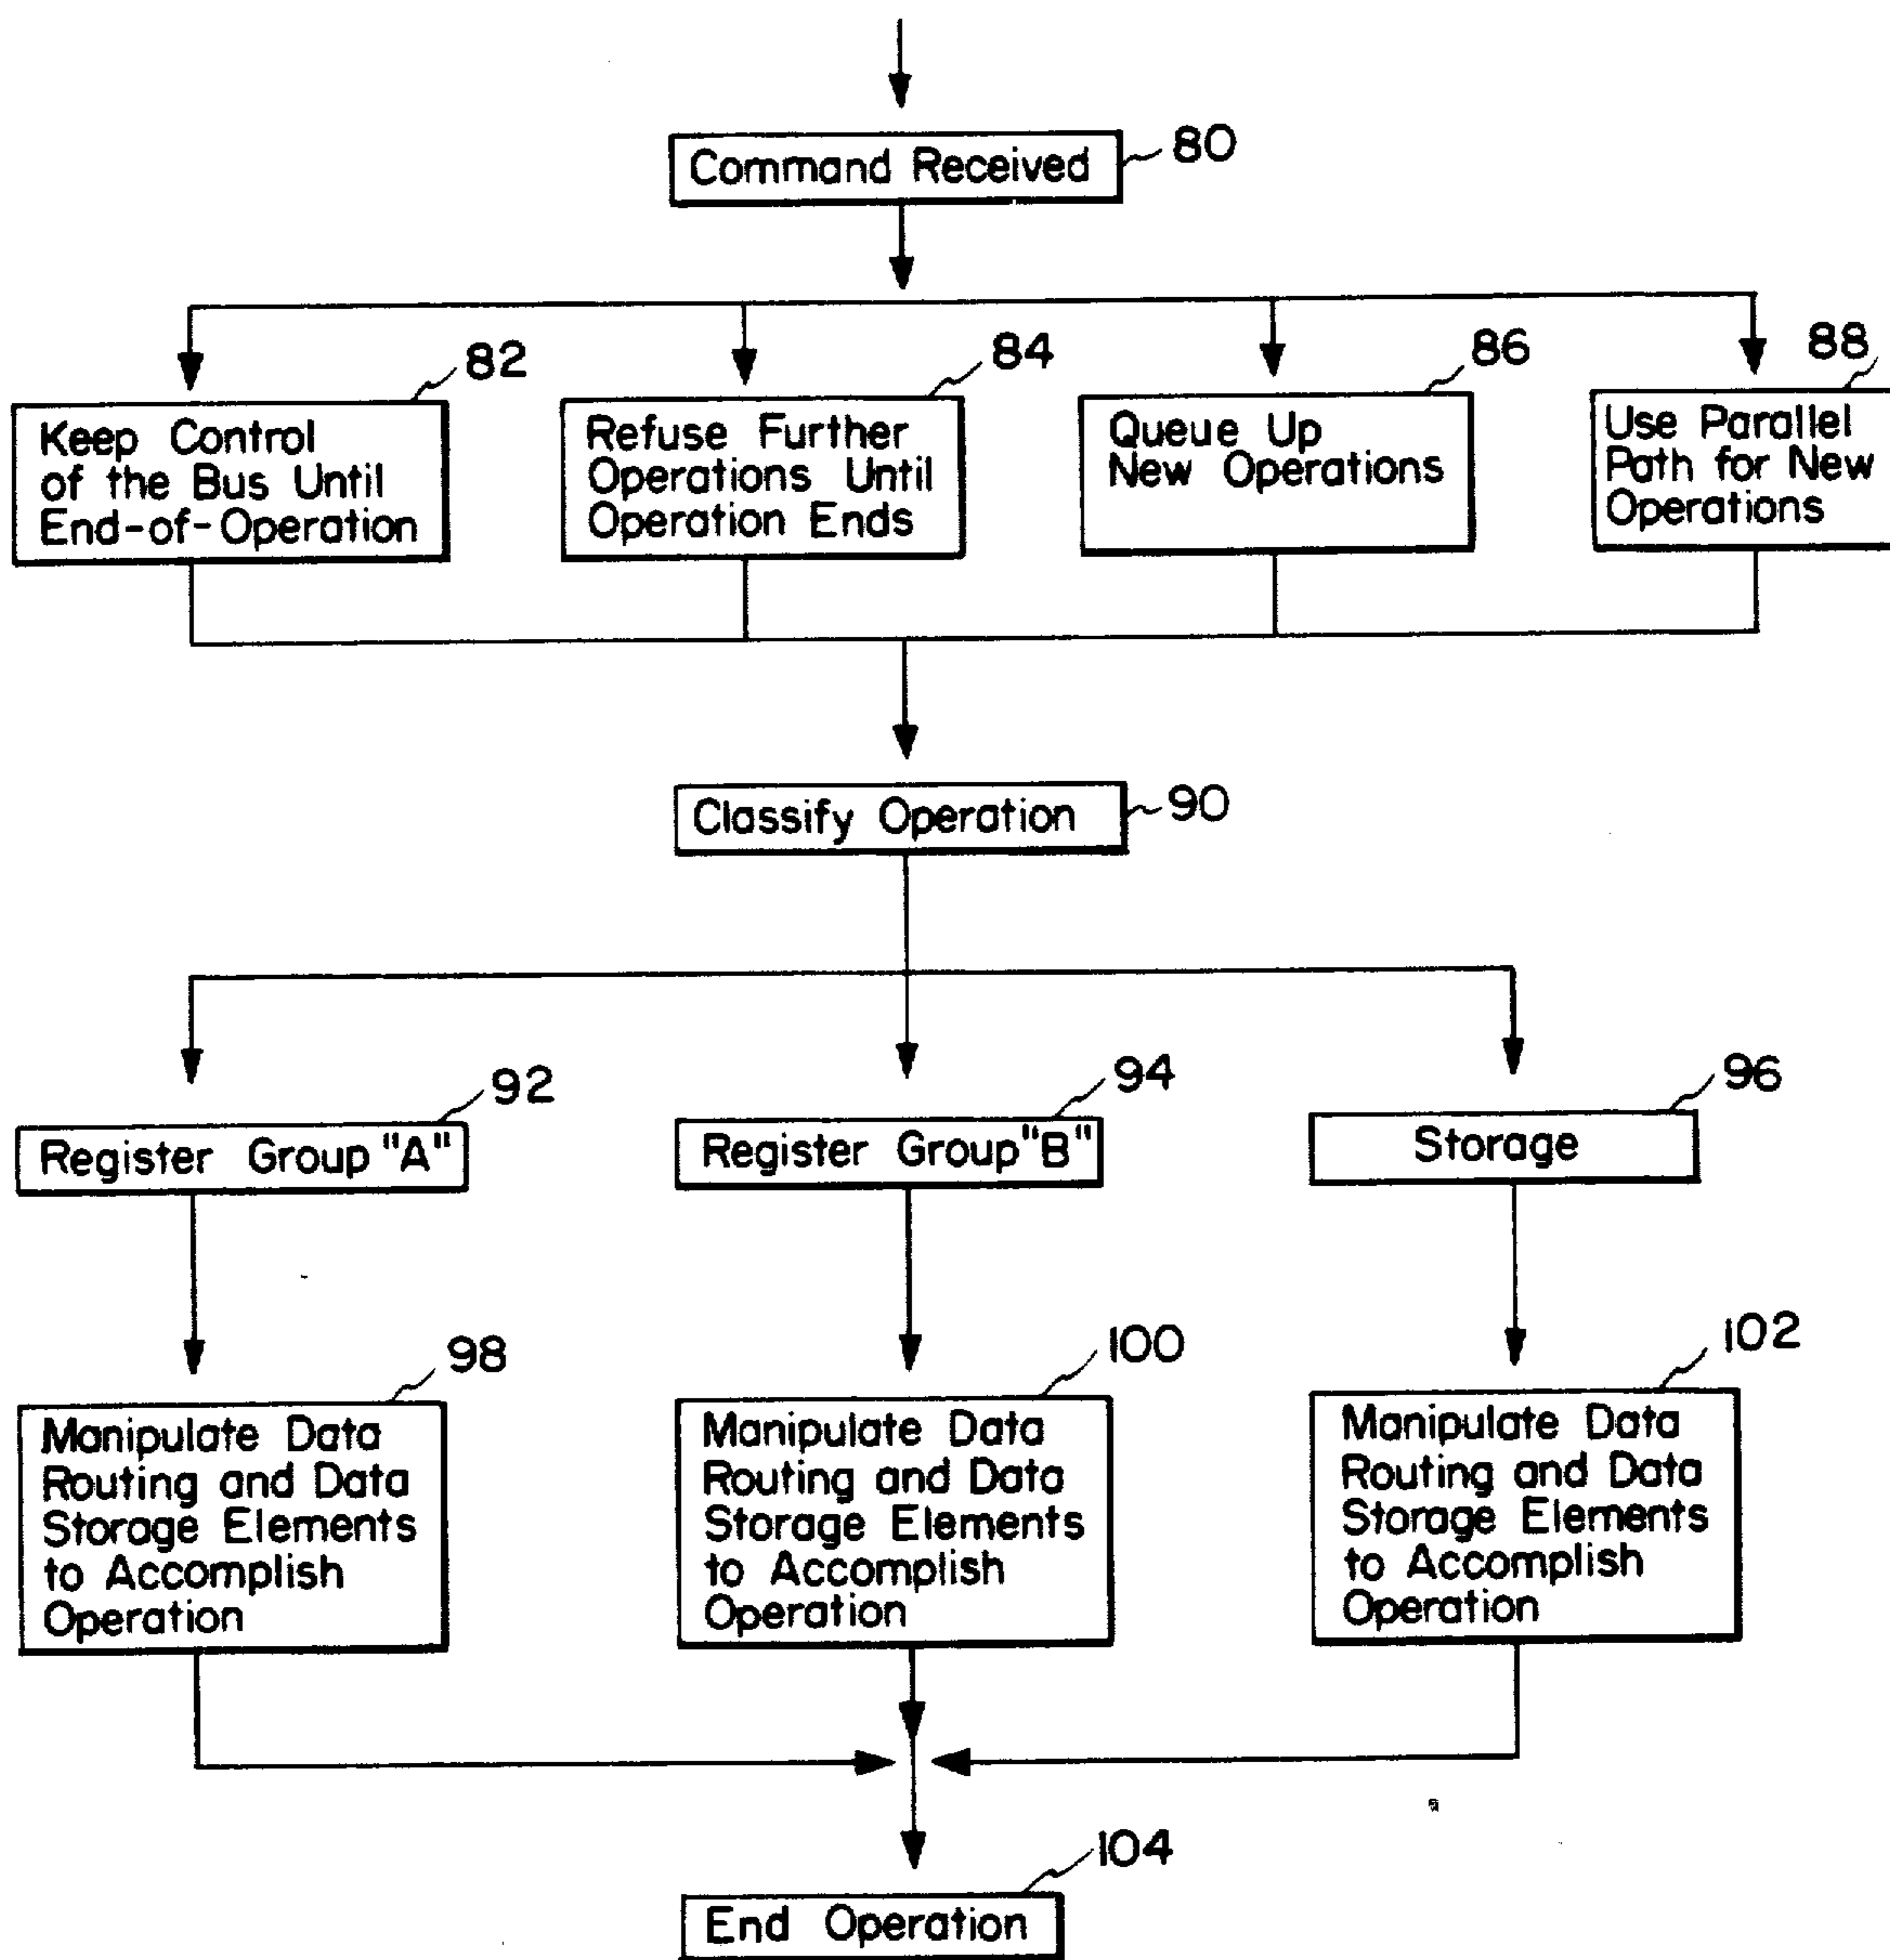 Command Received
80
82
84
86
88
Keep Control
of the Bus Until
End-of-Operation
Refuse Further
Operations Until
Operation Ends
Queue Up
New Operations
Use Parallel
Path for New
Operations
Classify Operation
90
92
94
96
Register Group "A"
Register Group "B"
Storage
98
100
102
Manipulate Data
Routing and Data
Storage Elements
to Accomplish
Operation
Manipulate Data
Routing and Data
Storage Elements
to Accomplish
Operation
Manipulate Data
Routing and Data
Storage Elements
to Accomplish
Operation
104
End Operation